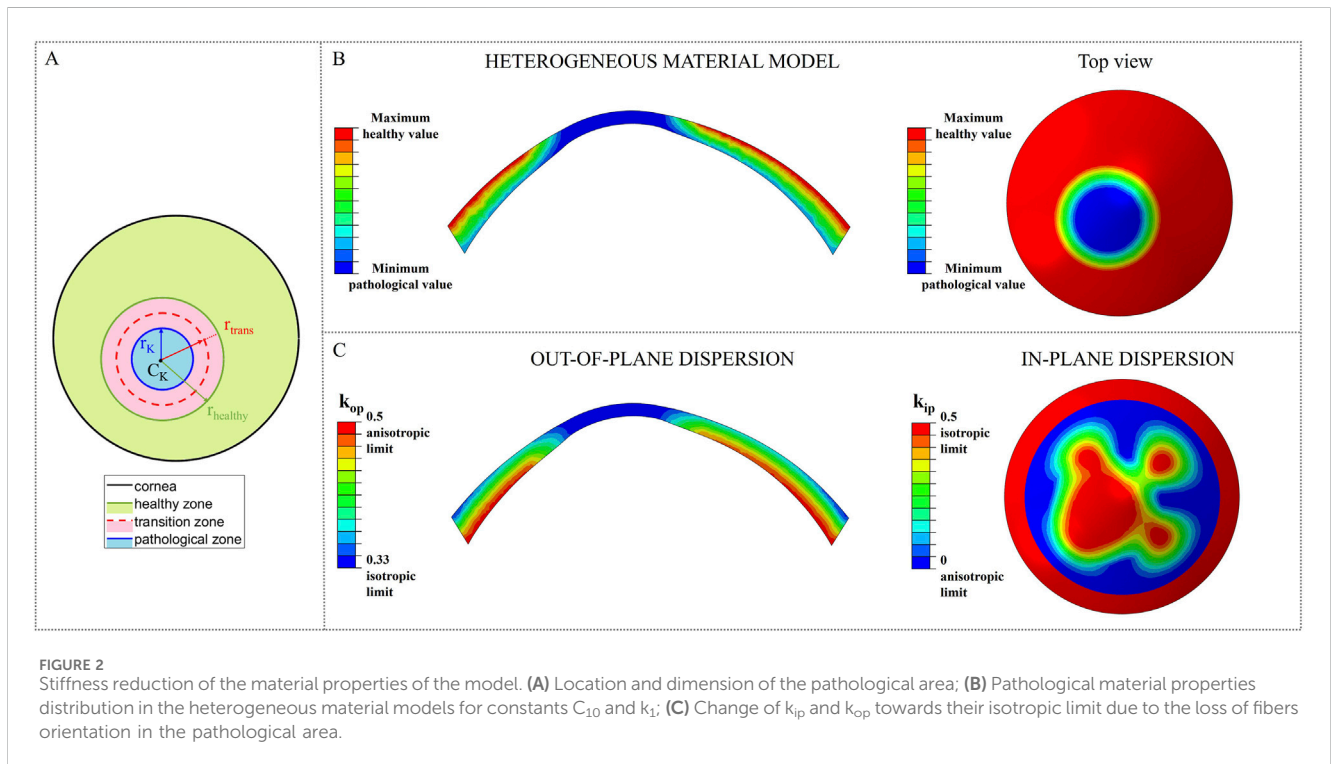 A
r_K
r_trans
C_K
r_healthy
cornea
healthy zone
transition zone
pathological zone
B
HETEROGENEOUS MATERIAL MODEL
Top view
Maximum
healthy value
Minimum
pathological value
Maximum
healthy value
Minimum
pathological value
C
OUT-OF-PLANE DISPERSION
IN-PLANE DISPERSION
k_op
0.5
anisotropic
limit
0.33
isotropic
limit
k_ip
0.5
isotropic
limit
0
anisotropic
limit
FIGURE 2
Stiffness reduction of the material properties of the model. (A) Location and dimension of the pathological area; (B) Pathological material properties
distribution in the heterogeneous material models for constants C₁₀ and k₁; (C) Change of k_ip and k_op towards their isotropic limit due to the loss of fibers
orientation in the pathological area.